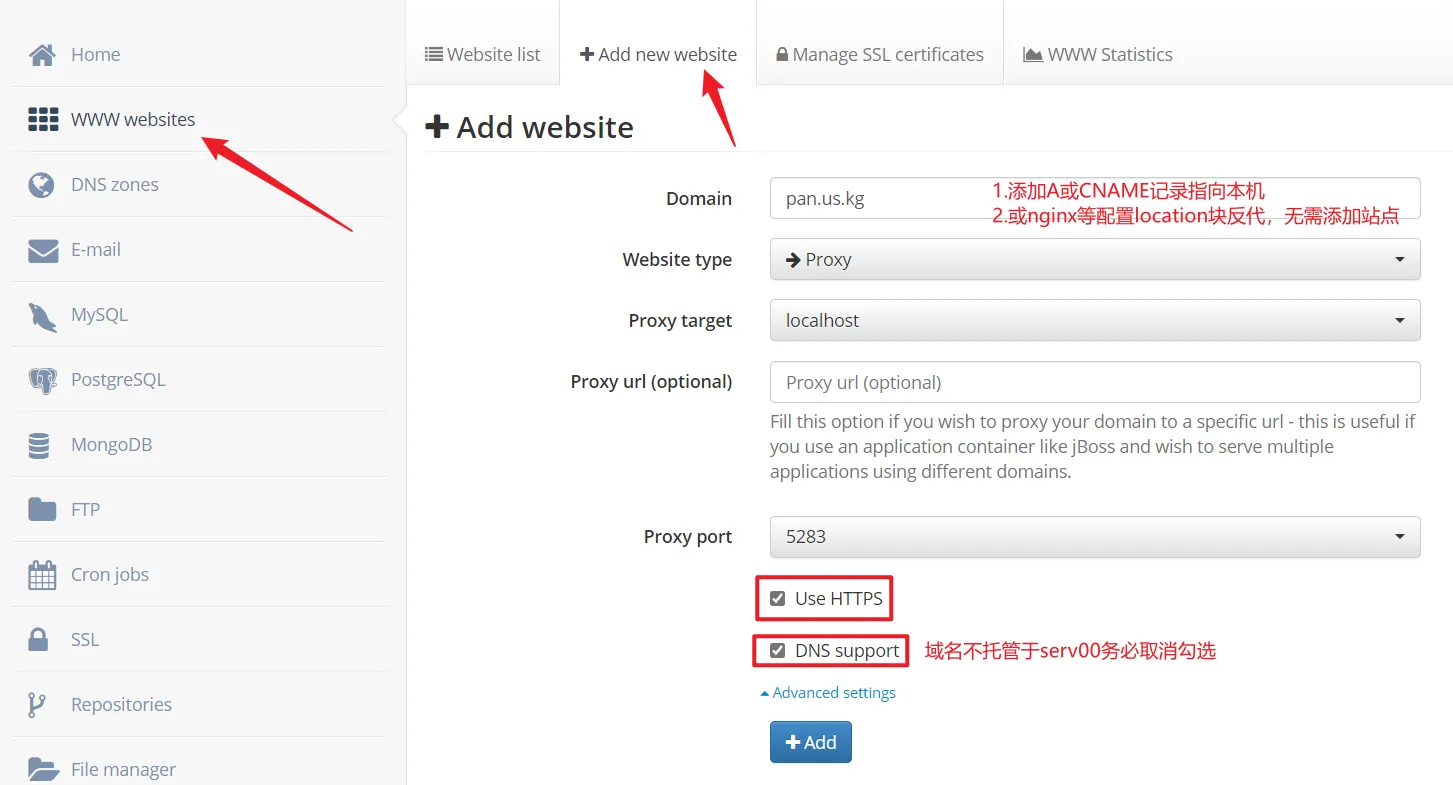 Home
WWW websites
DNS zones
E-mail
MySQL
PostgreSQL
MongoDB
FTP
Cron jobs
SSL
Repositories
File manager
Website list
Add new website
Manage SSL certificates
WWW Statistics
Add website
Domain
pan.us.kg
1.添加A或CNAME记录指向本机
2.或nginx等配置location块反代，无需添加站点
Website type
Proxy
Proxy target
localhost
Proxy url (optional)
Proxy url (optional)
Fill this option if you wish to proxy your domain to a specific url - this is useful if
you use an application container like jBoss and wish to serve multiple
applications using different domains.
Proxy port
5283
Use HTTPS
DNS support
域名不托管于serv00务必取消勾选
Advanced settings
Add